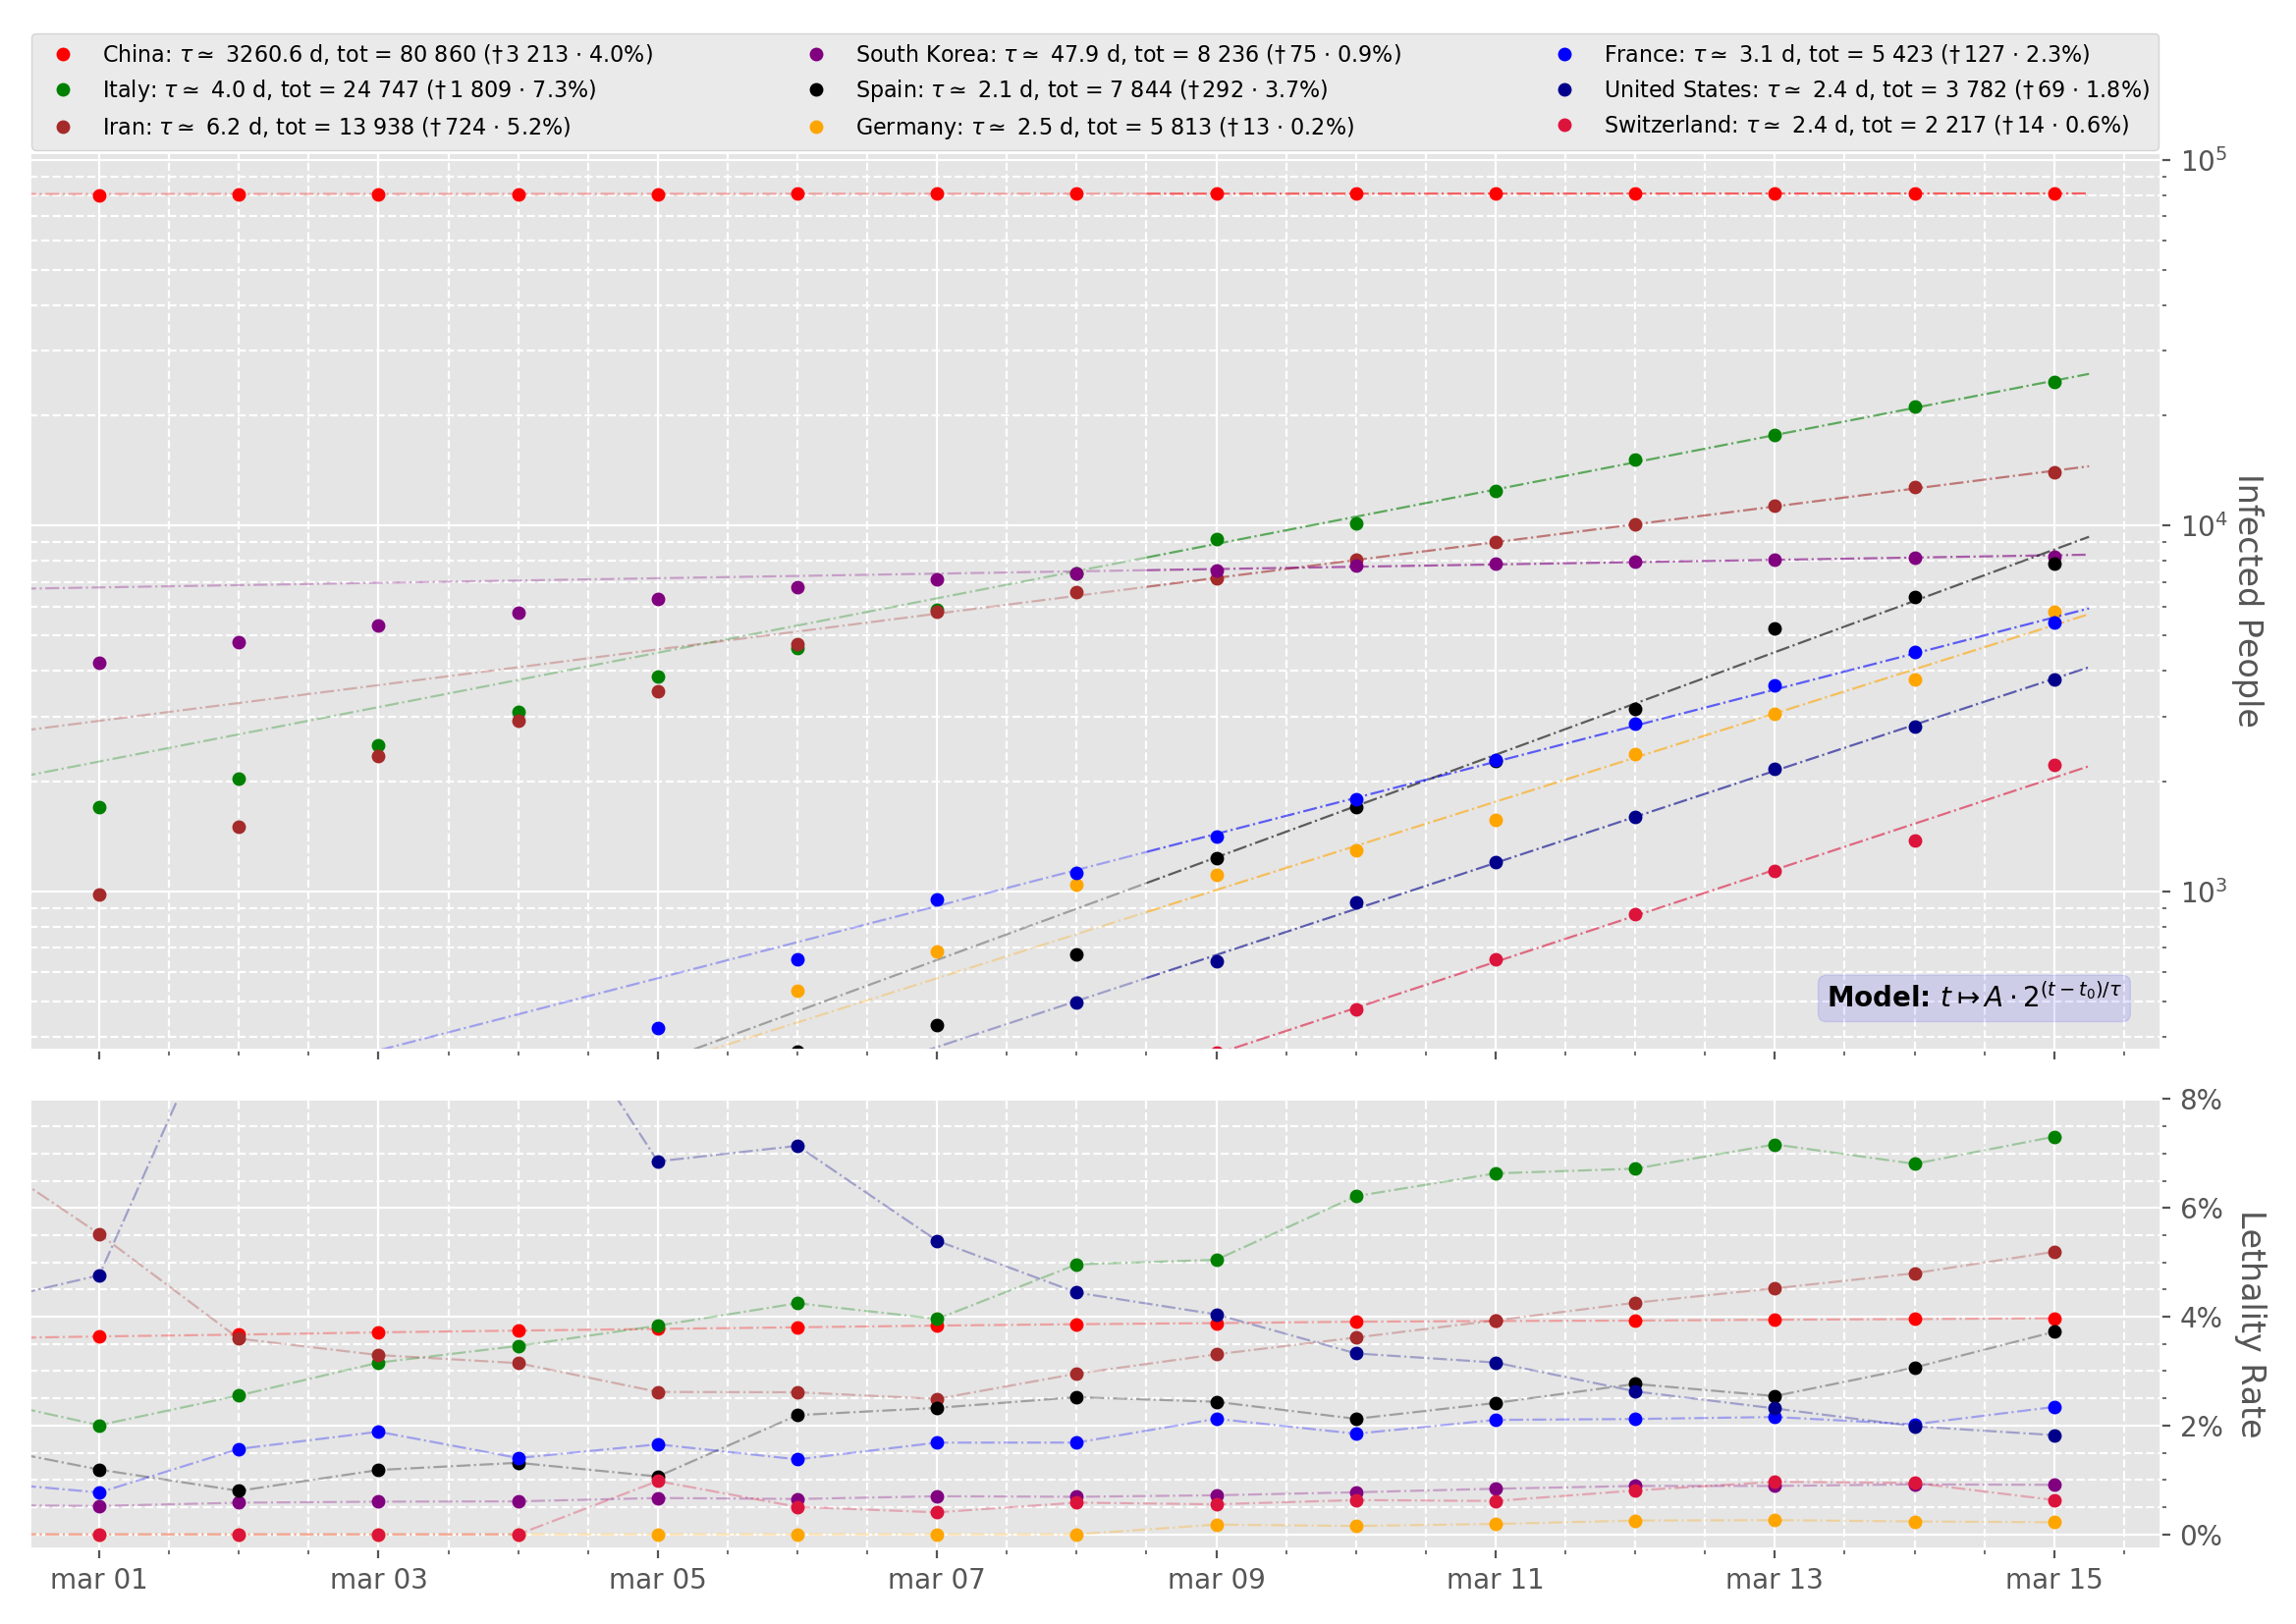 China: τ ≃ 3260.6 d, tot = 80 860 (†3 213 · 4.0%)
Italy: τ ≃ 4.0 d, tot = 24 747 (†1 809 · 7.3%)
Iran: τ ≃ 6.2 d, tot = 13 938 (†724 · 5.2%)
South Korea: τ ≃ 47.9 d, tot = 8 236 (†75 · 0.9%)
Spain: τ ≃ 2.1 d, tot = 7 844 (†292 · 3.7%)
Germany: τ ≃ 2.5 d, tot = 5 813 (†13 · 0.2%)
France: τ ≃ 3.1 d, tot = 5 423 (†127 · 2.3%)
United States: τ ≃ 2.4 d, tot = 3 782 (†69 · 1.8%)
Switzerland: τ ≃ 2.4 d, tot = 2 217 (†14 · 0.6%)
10⁵
10⁴
10³
Infected People
Model: t ↦ A · 2^{(t − t₀)/τ}
8%
6%
4%
2%
0%
Lethality Rate
mar 01 mar 03 mar 05 mar 07 mar 09 mar 11 mar 13 mar 15